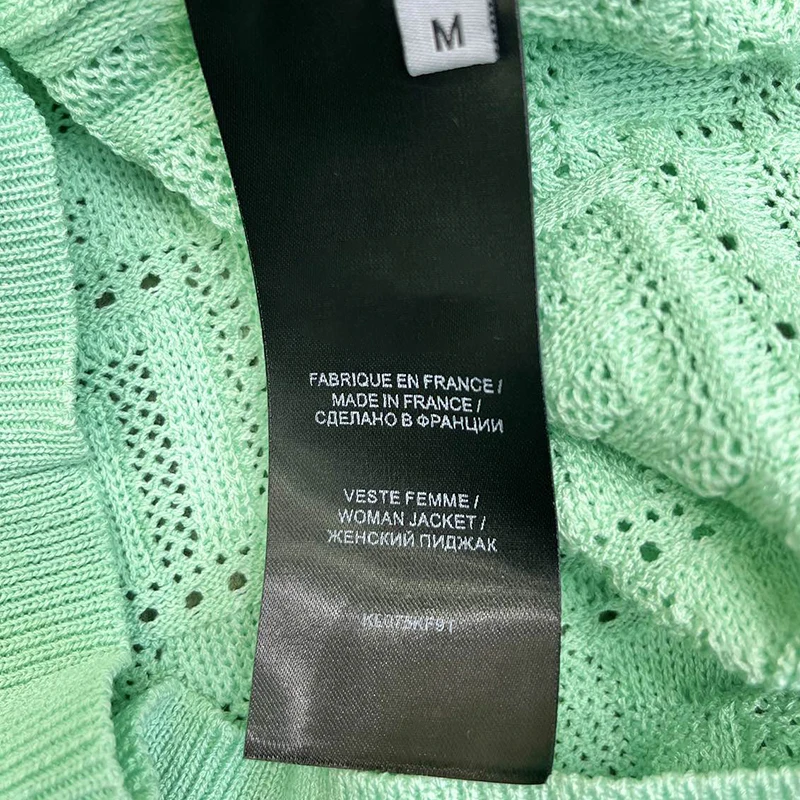 M
FABRIQUE EN FRANCE /
MADE IN FRANCE /
СДЕЛАНО В ФРАНЦИИ
VESTE FEMME /
WOMAN JACKET /
ЖЕНСКИЙ ПИДЖАК